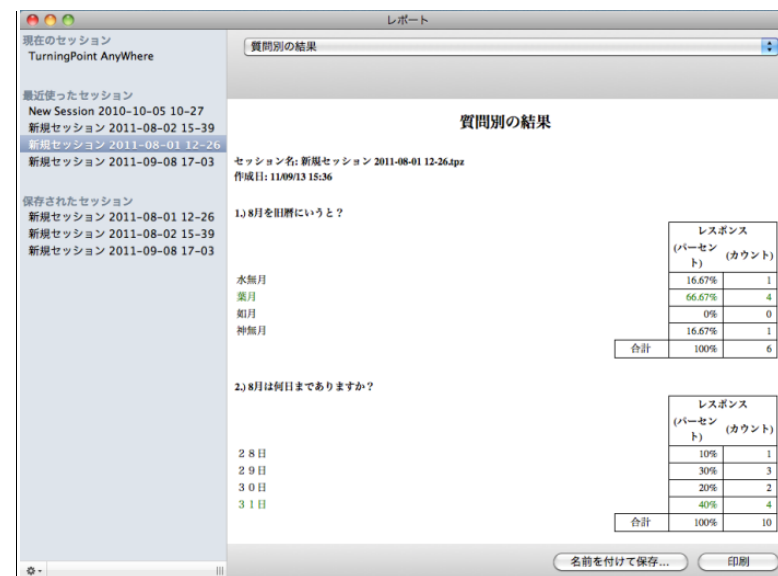 レポート
現在のセッション
TurningPoint AnyWhere
最近使ったセッション
New Session 2010-10-05 10-27
新規セッション 2011-08-02 15-39
新規セッション 2011-08-01 12-26
新規セッション 2011-09-08 17-03
保存されたセッション
新規セッション 2011-08-01 12-26
新規セッション 2011-08-02 15-39
新規セッション 2011-09-08 17-03
質問別の結果
質問別の結果
セッション名: 新規セッション 2011-08-01 12-26.tpz
作成日: 11/09/13 15:36
1.) 8月を旧暦にいうと？
レスポンス
(パーセント) (カウント)
水無月 16.67% 1
葉月 66.67% 4
如月 0% 0
神無月 16.67% 1
合計 100% 6
2.) 8月は何日までありますか？
レスポンス
(パーセント) (カウント)
２８日 10% 1
２９日 30% 3
３０日 20% 2
３１日 40% 4
合計 100% 10
名前を付けて保存... 印刷